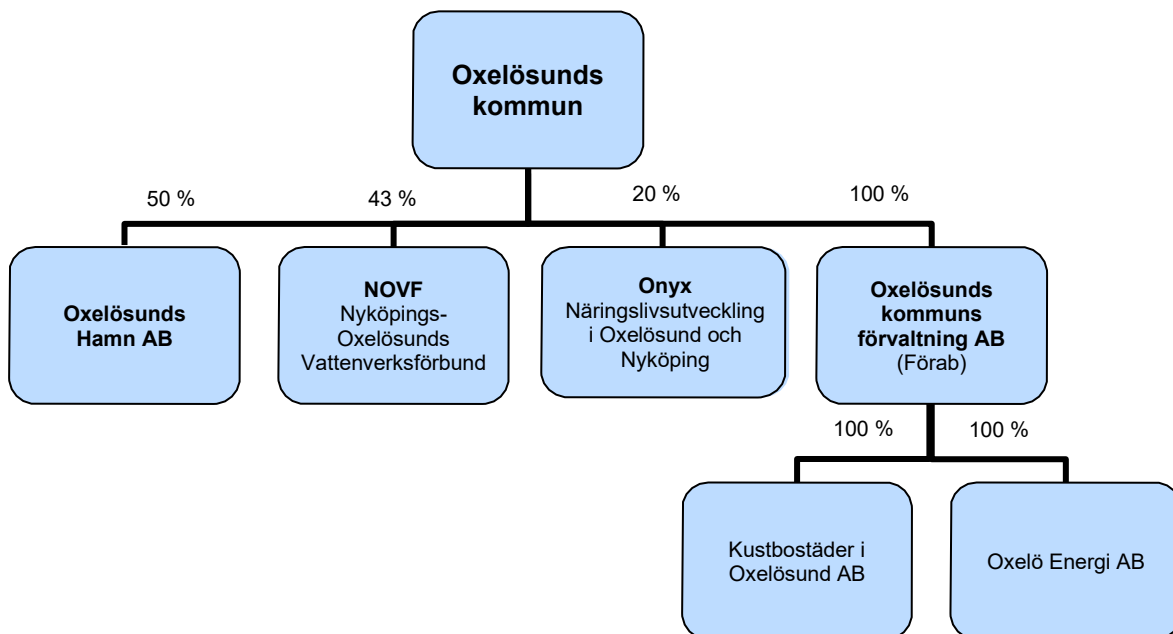 Oxelösunds
kommun
50 %
43 %
20 %
100 %
Oxelösunds
Hamn AB
NOVF
Nyköpings-
Oxelösunds
Vattenverksförbund
Onyx
Näringslivsutveckling
i Oxelösund och
Nyköping
Oxelösunds
kommuns
förvaltning AB
(Förab)
100 %
100 %
Kustbostäder i
Oxelösund AB
Oxelö Energi AB